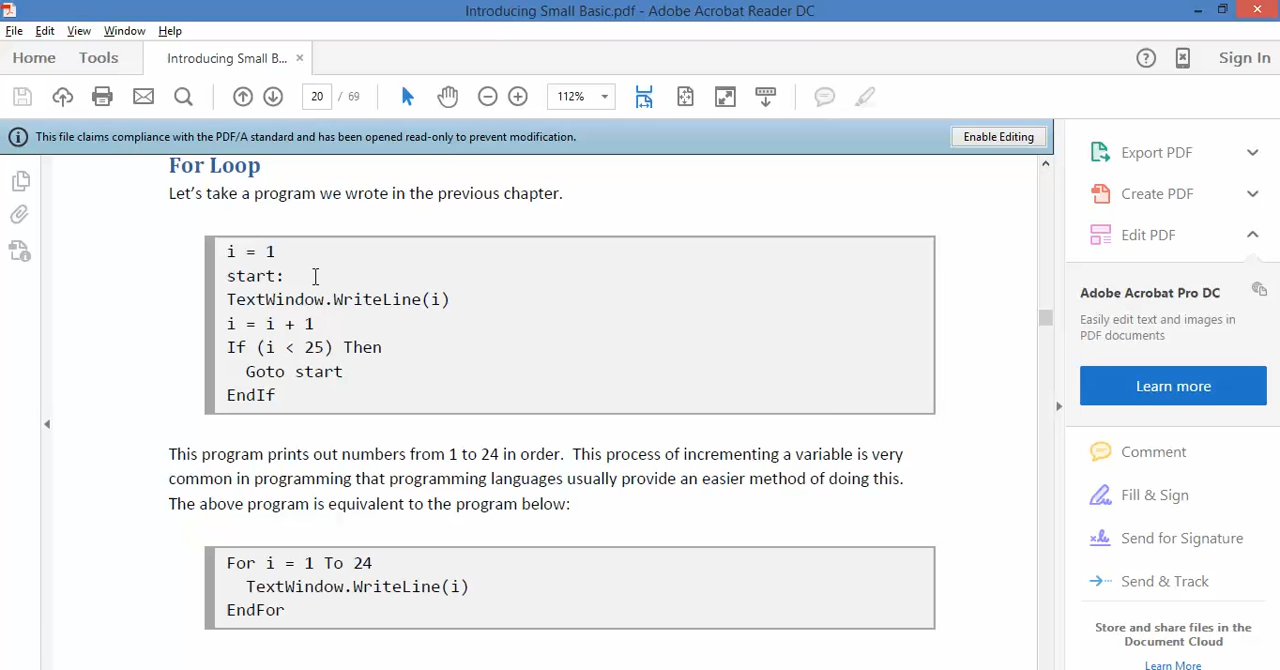 Introducing Small Basic.pdf - Adobe Acrobat Reader DC
File Edit View Window Help
Home Tools Introducing Small B... × Sign In
20 / 69 112%
This file claims compliance with the PDF/A standard and has been opened read-only to prevent modification. Enable Editing
For Loop
Let's take a program we wrote in the previous chapter.
i = 1
start:
TextWindow.WriteLine(i)
i = i + 1
If (i < 25) Then
Goto start
EndIf
This program prints out numbers from 1 to 24 in order. This process of incrementing a variable is very
common in programming that programming languages usually provide an easier method of doing this.
The above program is equivalent to the program below:
For i = 1 To 24
TextWindow.WriteLine(i)
EndFor
Export PDF
Create PDF
Edit PDF
Adobe Acrobat Pro DC
Easily edit text and images in
PDF documents
Learn more
Comment
Fill & Sign
Send for Signature
Send & Track
Store and share files in the
Document Cloud
Learn More